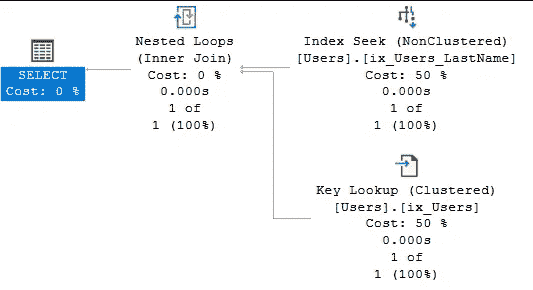 SELECT
Cost: 0 %
Nested Loops
(Inner Join)
Cost: 0 %
0.000s
1 of
1 (100%)
Index Seek (NonClustered)
[Users].[ix_Users_LastName]
Cost: 50 %
0.000s
1 of
1 (100%)
Key Lookup (Clustered)
[Users].[ix_Users]
Cost: 50 %
0.000s
1 of
1 (100%)